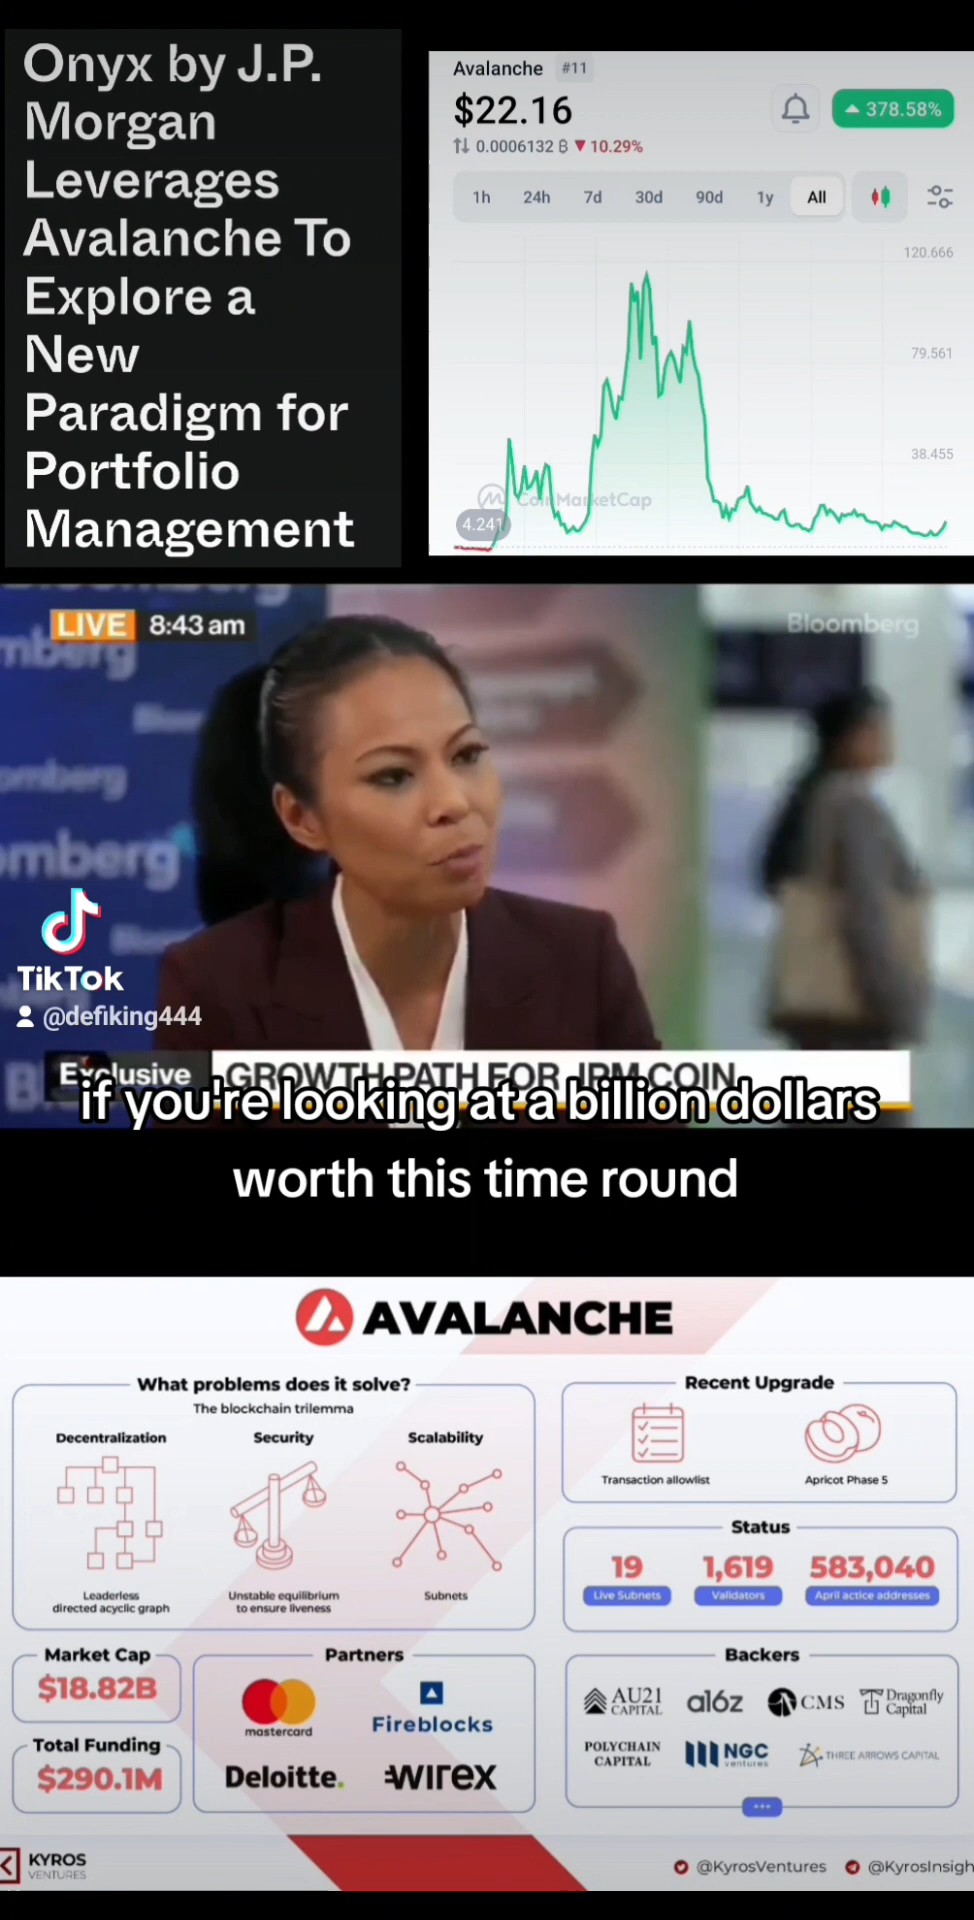 Onyx by J.P.
Morgan
Leverages
Avalanche To
Explore a
New
Paradigm for
Portfolio
Management
Avalanche #11
$22.16
378.58%
0.0006132 ₿ ▼ 10.29%
1h 24h 7d 30d 90d 1y All
120.666
79.561
38.455
CoinMarketCap
4.241
LIVE 8:43 am
Bloomberg
mberg
omberg
omberg
TikTok
@defiking444
Exclusive GROWTH PATH FOR JPM COIN
if you're looking at a billion dollars
worth this time round
AVALANCHE
What problems does it solve?
The blockchain trilemma
Decentralization Security Scalability
Leaderless
directed acyclic graph
Unstable equilibrium
to ensure liveness
Subnets
Recent Upgrade
Transaction allowlist Apricot Phase 5
Status
19 1,619 583,040
Live Subnets Validators April actice addresses
Market Cap
$18.82B
Total Funding
$290.1M
Partners
mastercard
Fireblocks
Deloitte.
wirex
Backers
AU21
CAPITAL
a16z
CMS
Dragonfly
Capital
POLYCHAIN
CAPITAL
NGC
ventures
THREE ARROWS CAPITAL
KYROS
VENTURES
@KyrosVentures @KyrosInsigh